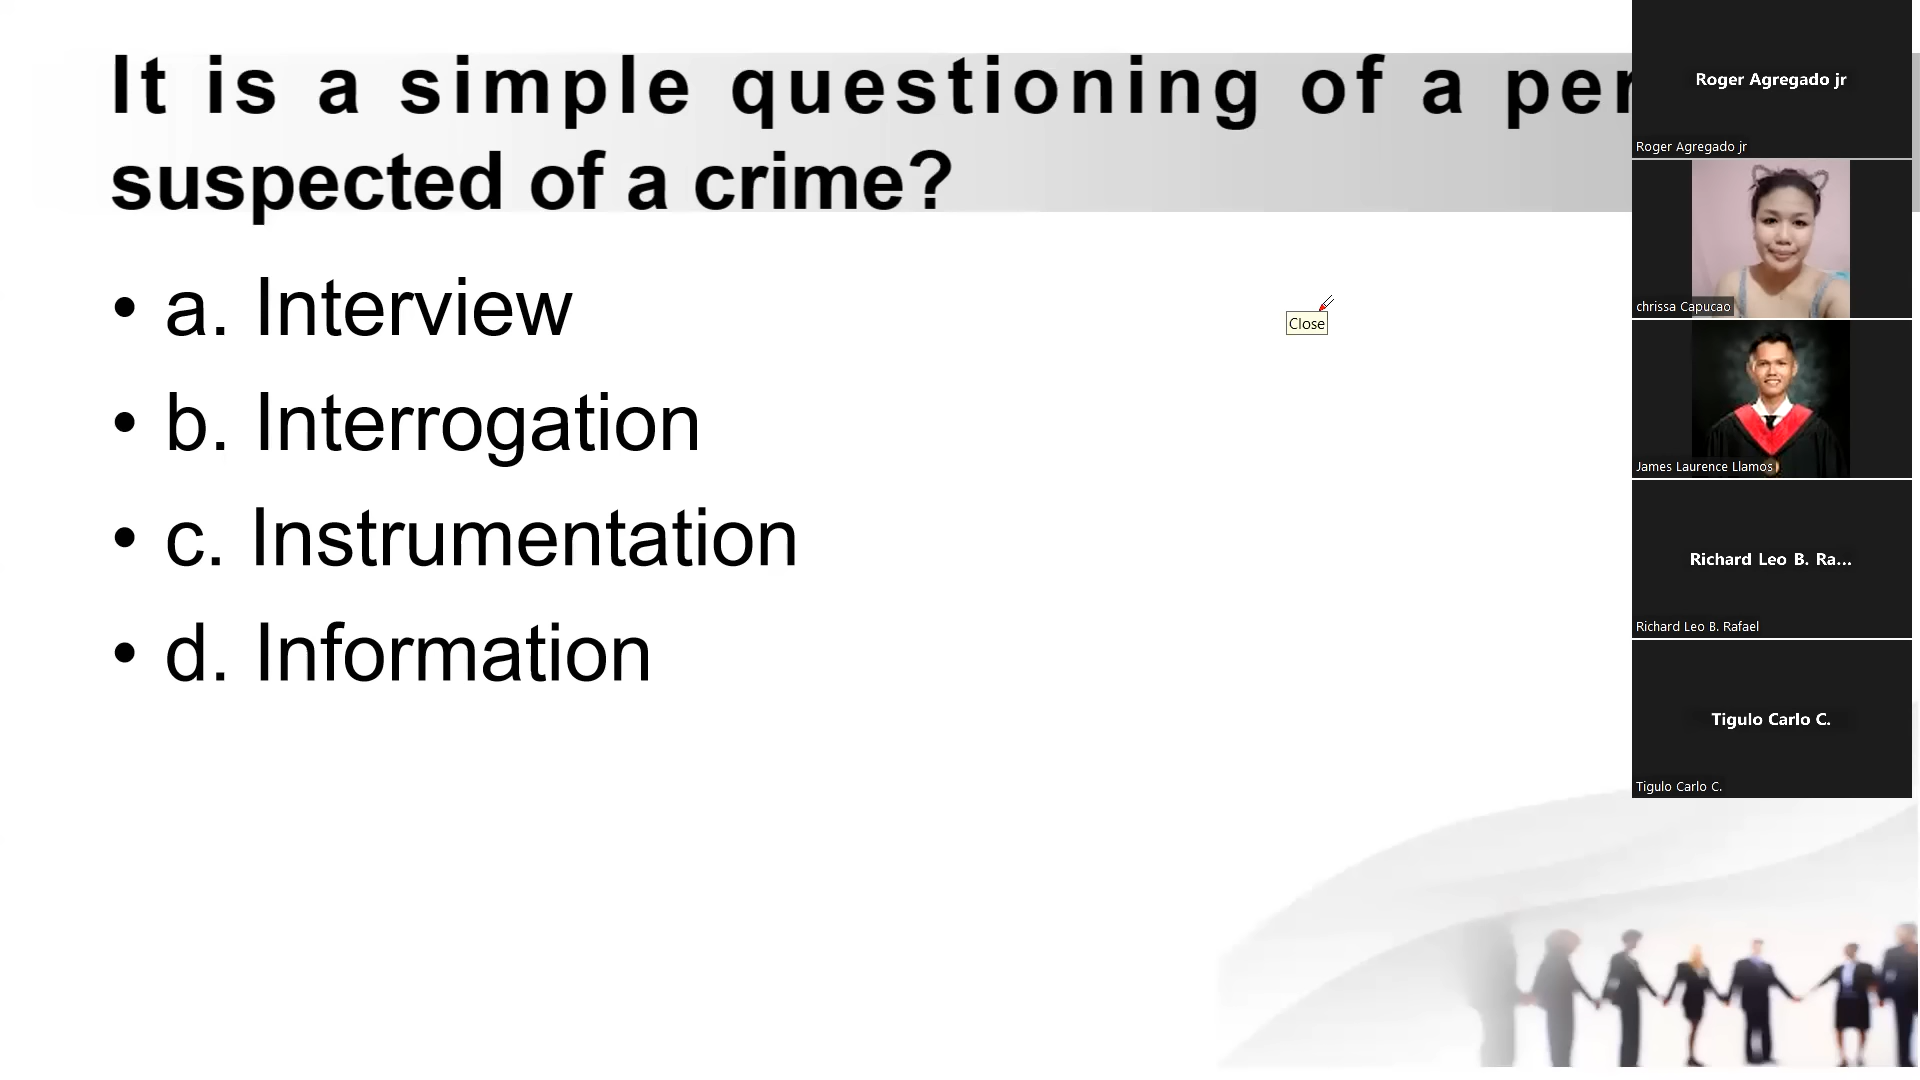 It is a simple questioning of a per
suspected of a crime?
• a. Interview
• b. Interrogation
• c. Instrumentation
• d. Information
Close
Roger Agregado jr
Roger Agregado jr
chrissa Capucao
James Laurence Llamos
Richard Leo B. Ra...
Richard Leo B. Rafael
Tigulo Carlo C.
Tigulo Carlo C.